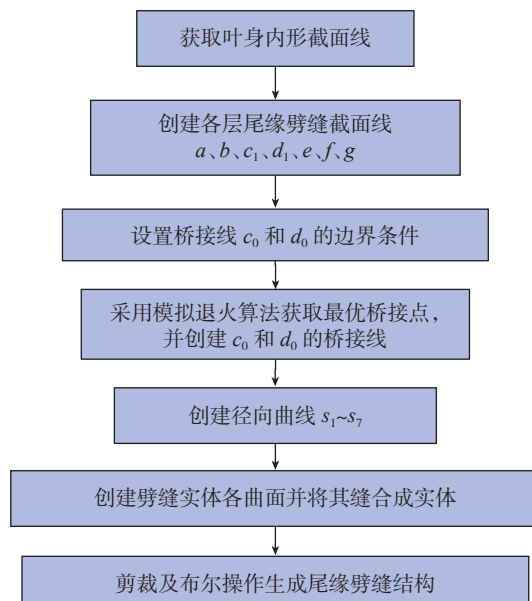 获取叶身内形截面线
创建各层尾缘劈缝截面线
a、b、c₁、d₁、e、f、g
设置桥接线 c₀ 和 d₀ 的边界条件
采用模拟退火算法获取最优桥接点，
并创建 c₀ 和 d₀ 的桥接线
创建径向曲线 s₁~s₇
创建劈缝实体各曲面并将其缝合成实体
剪裁及布尔操作生成尾缘劈缝结构